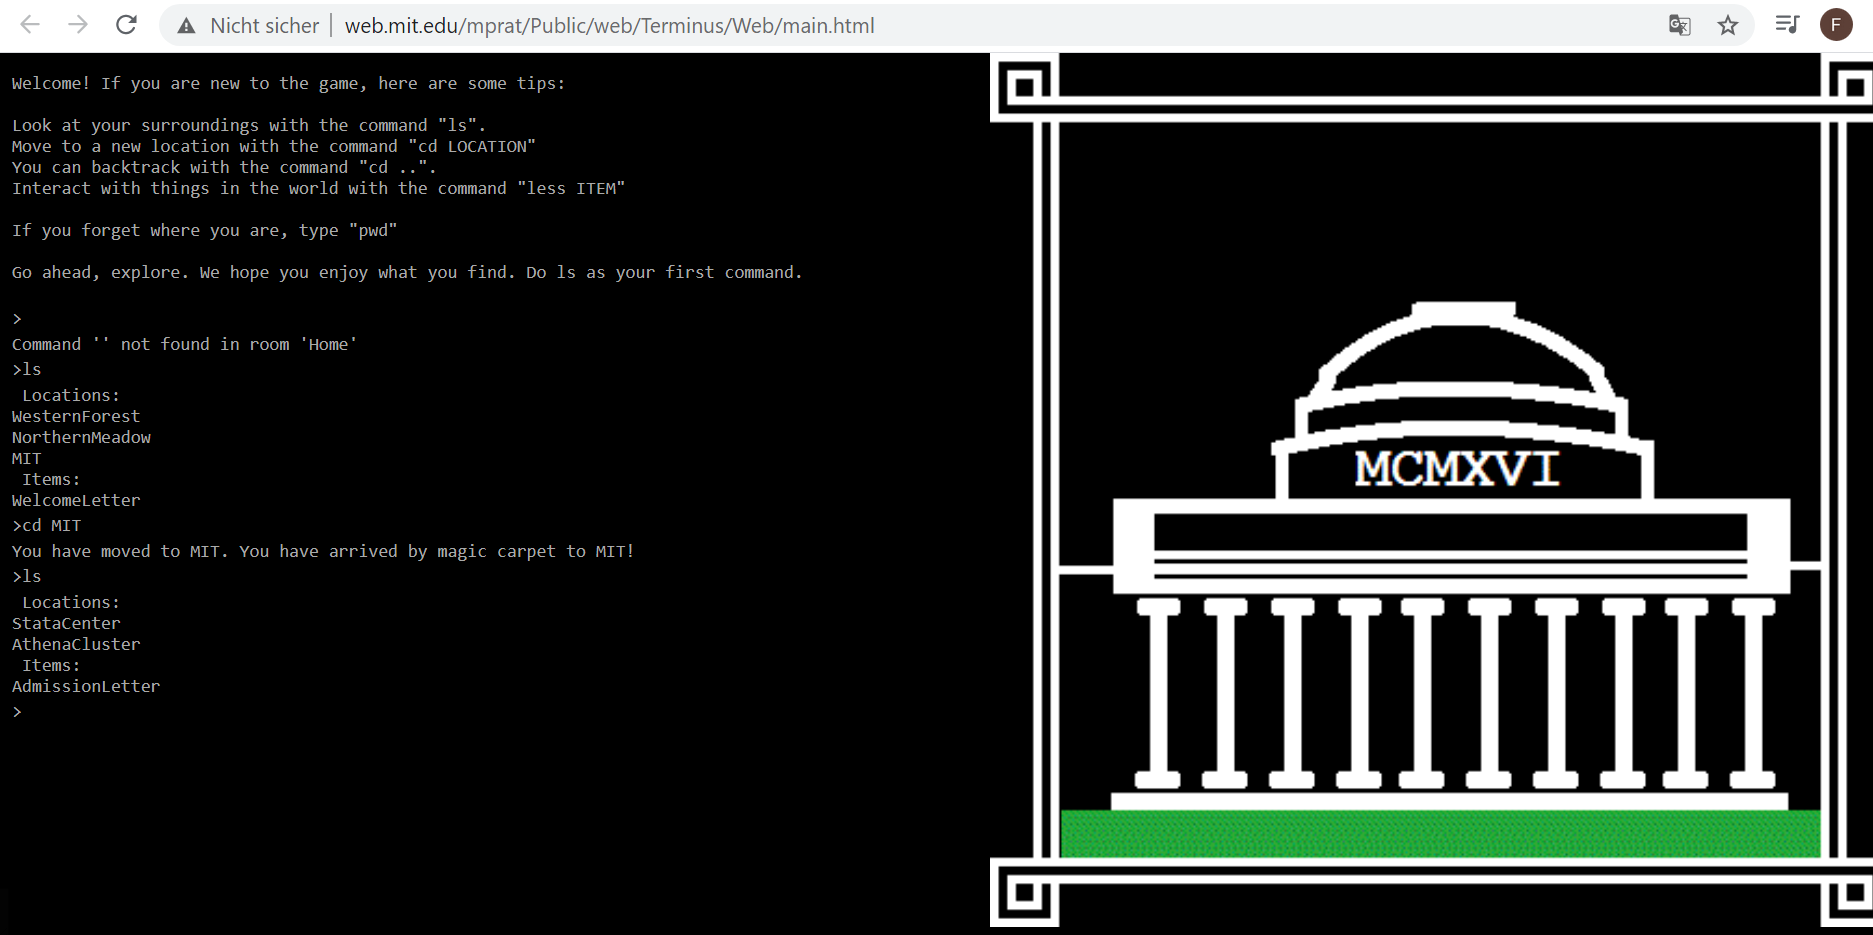 Nicht sicher web.mit.edu/mprat/Public/web/Terminus/Web/main.html
F
Welcome! If you are new to the game, here are some tips:
Look at your surroundings with the command "ls".
Move to a new location with the command "cd LOCATION"
You can backtrack with the command "cd ..".
Interact with things in the world with the command "less ITEM"
If you forget where you are, type "pwd"
Go ahead, explore. We hope you enjoy what you find. Do ls as your first command.
>
Command '' not found in room 'Home'
>ls
Locations:
WesternForest
NorthernMeadow
MIT
Items:
WelcomeLetter
>cd MIT
You have moved to MIT. You have arrived by magic carpet to MIT!
>ls
Locations:
StataCenter
AthenaCluster
Items:
AdmissionLetter
>
MCMXVI